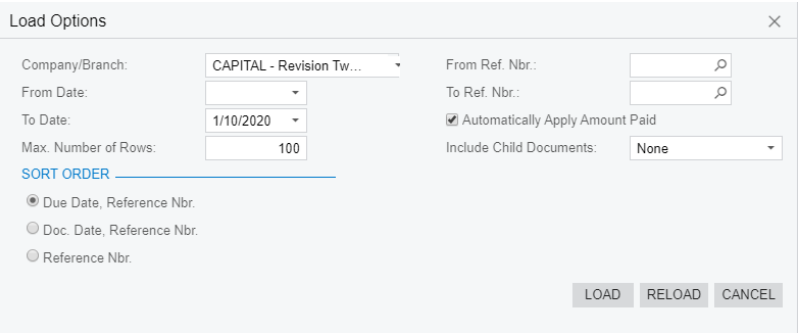 Load Options
Company/Branch: CAPITAL - Revision Tw...
From Date:
To Date: 1/10/2020
Max. Number of Rows: 100
SORT ORDER
Due Date, Reference Nbr.
Doc. Date, Reference Nbr.
Reference Nbr.
From Ref. Nbr.:
To Ref. Nbr.:
Automatically Apply Amount Paid
Include Child Documents: None
LOAD RELOAD CANCEL